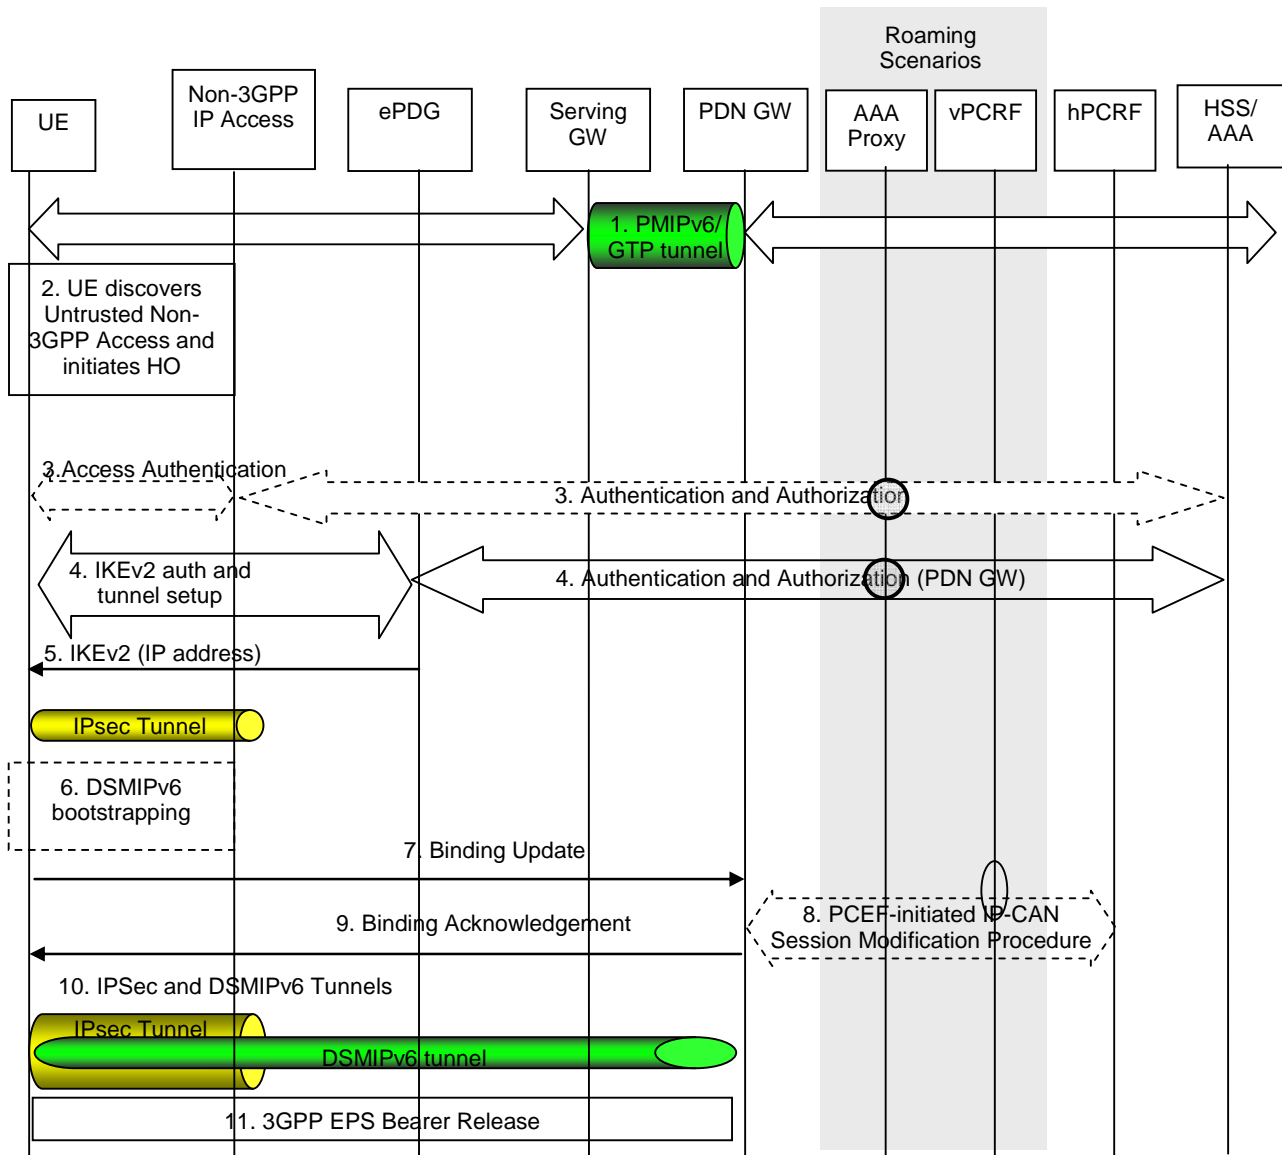 Roaming
Scenarios
UE
Non-3GPP
IP Access
ePDG
Serving
GW
PDN GW
AAA
Proxy
vPCRF
hPCRF
HSS/
AAA
1. PMIPv6/
GTP tunnel
2. UE discovers
Untrusted Non-
3GPP Access and
initiates HO
3.Access Authentication
3. Authentication and Authorization
4. IKEv2 auth and
tunnel setup
4. Authentication and Authorization (PDN GW)
5. IKEv2 (IP address)
IPsec Tunnel
6. DSMIPv6
bootstrapping
7. Binding Update
8. PCEF-initiated IP-CAN
Session Modification Procedure
9. Binding Acknowledgement
10. IPSec and DSMIPv6 Tunnels
IPsec Tunnel
DSMIPv6 tunnel
11. 3GPP EPS Bearer Release